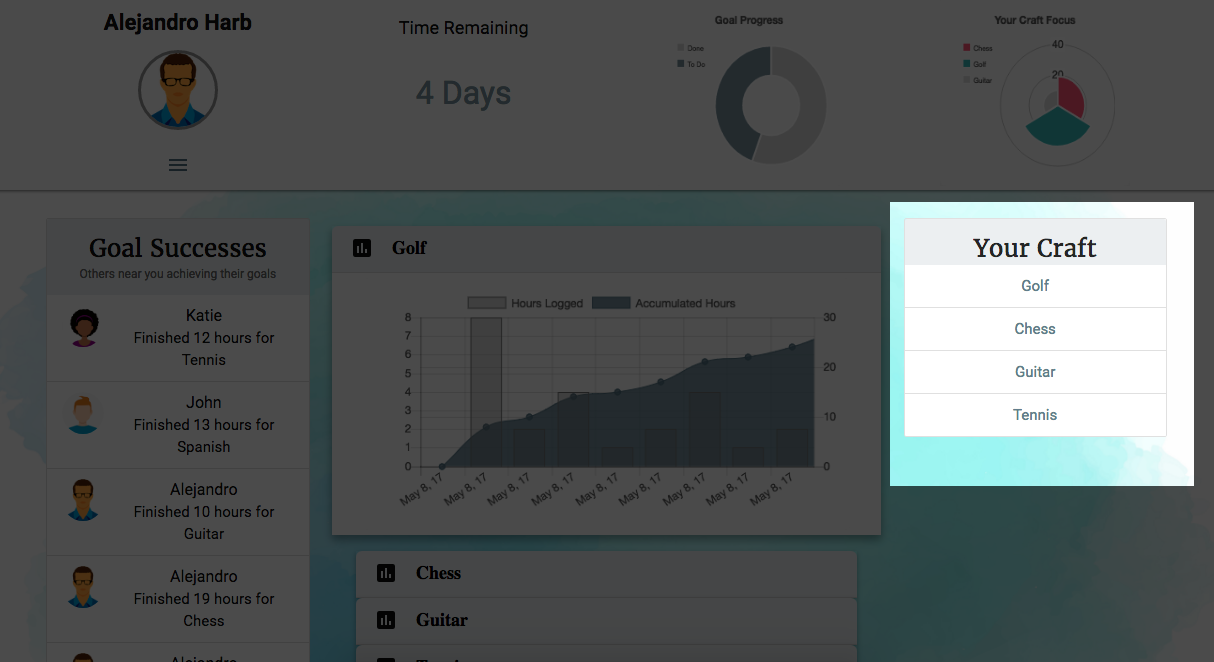 Alejandro Harb
Time Remaining
4 Days
Goal Progress
Done
To Do
Your Craft Focus
Chess
Golf
Guitar
40
20
Goal Successes
Others near you achieving their goals
Katie
Finished 12 hours for
Tennis
John
Finished 13 hours for
Spanish
Alejandro
Finished 10 hours for
Guitar
Alejandro
Finished 19 hours for
Chess
Alejandro
Golf
Hours Logged
Accumulated Hours
8
7
6
5
4
3
2
1
0
30
20
10
0
May 8, 17
May 8, 17
May 8, 17
May 8, 17
May 8, 17
May 8, 17
May 8, 17
May 8, 17
May 8, 17
Chess
Guitar
Your Craft
Golf
Chess
Guitar
Tennis